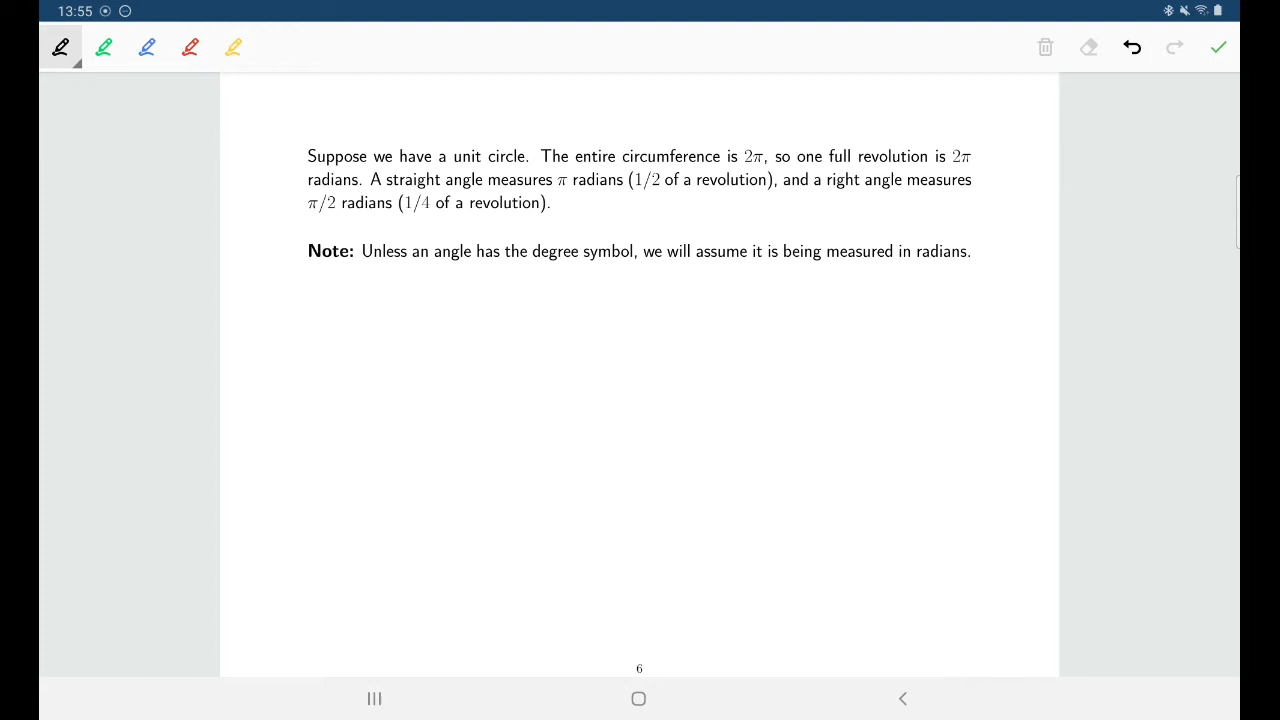 13:55
Suppose we have a unit circle. The entire circumference is 2π, so one full revolution is 2π
radians. A straight angle measures π radians (1/2 of a revolution), and a right angle measures
π/2 radians (1/4 of a revolution).
Note: Unless an angle has the degree symbol, we will assume it is being measured in radians.
6